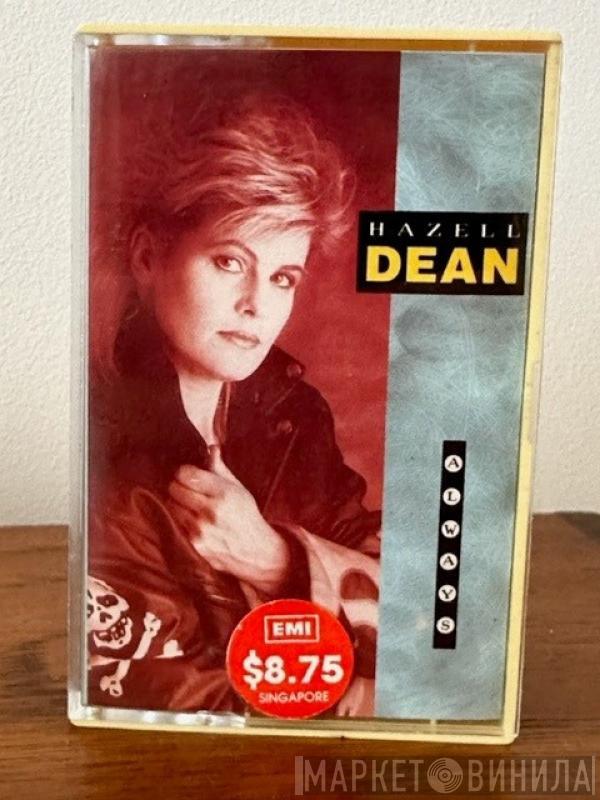 HAZELL
DEAN
ALWAYS
EMI
$8.75
SINGAPORE
МАРКЕТ ВИНИЛА